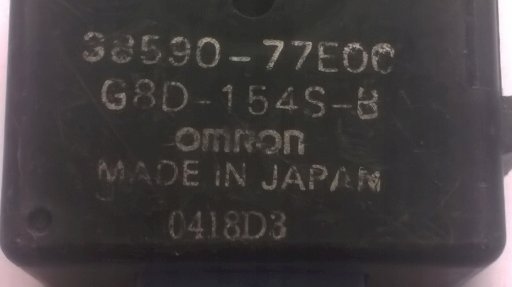 38590-77E00
G8D-154S-B
omron
MADE IN JAPAN
0418D3